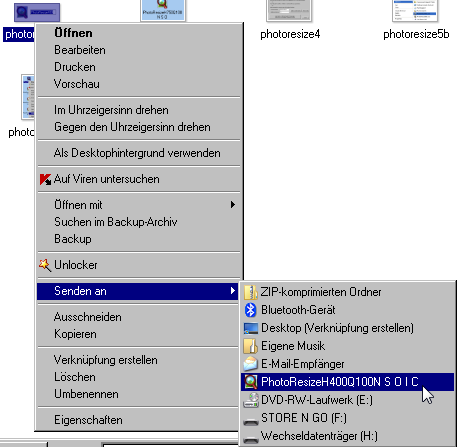 photores
photoresize4
photoresize5b
photo
Öffnen
Bearbeiten
Drucken
Vorschau
Im Uhrzeigersinn drehen
Gegen den Uhrzeigersinn drehen
Als Desktophintergrund verwenden
Auf Viren untersuchen
Öffnen mit
Suchen im Backup-Archiv
Backup
Unlocker
Senden an
Ausschneiden
Kopieren
Verknüpfung erstellen
Löschen
Umbenennen
Eigenschaften
ZIP-komprimierten Ordner
Bluetooth-Gerät
Desktop (Verknüpfung erstellen)
Eigene Musik
E-Mail-Empfänger
PhotoResizeH400Q100N S O I C
DVD-RW-Laufwerk (E:)
STORE N GO (F:)
Wechseldatenträger (H:)